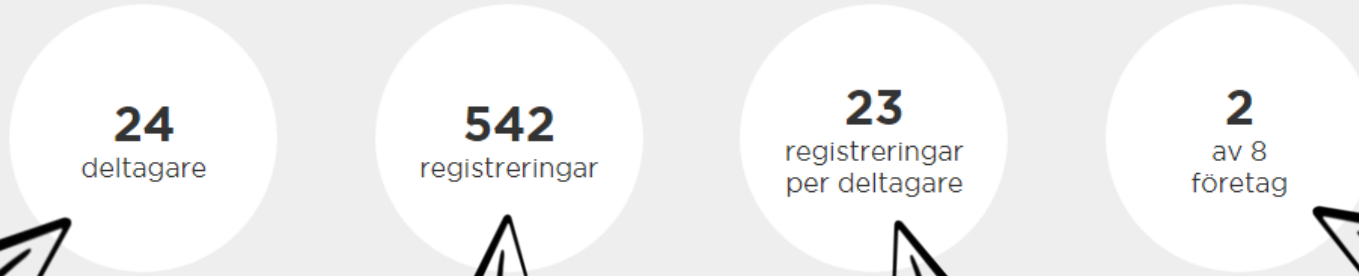 24
deltagare
542
registreringar
23
registreringar
per deltagare
2
av 8
företag